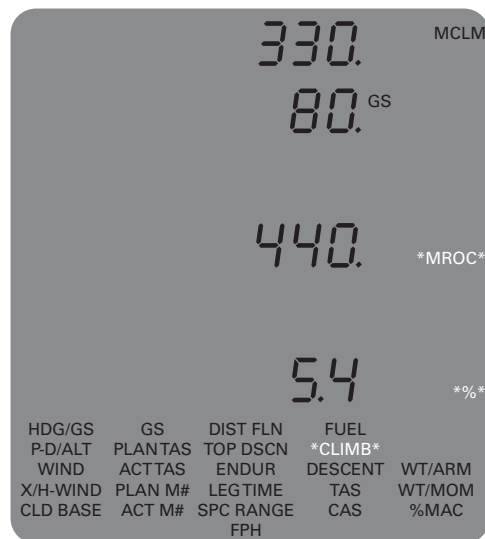 330. MCLM
80. GS
440. *MROC*
5.4 *%*
HDG/GS GS DIST FLN FUEL
P-D/ALT PLAN TAS TOP DSCN *CLIMB*
WIND ACT TAS ENDUR DESCENT WT/ARM
X/H-WIND PLAN M# LEG TIME TAS WT/MOM
CLD BASE ACT M# SPC RANGE CAS %MAC
FPH